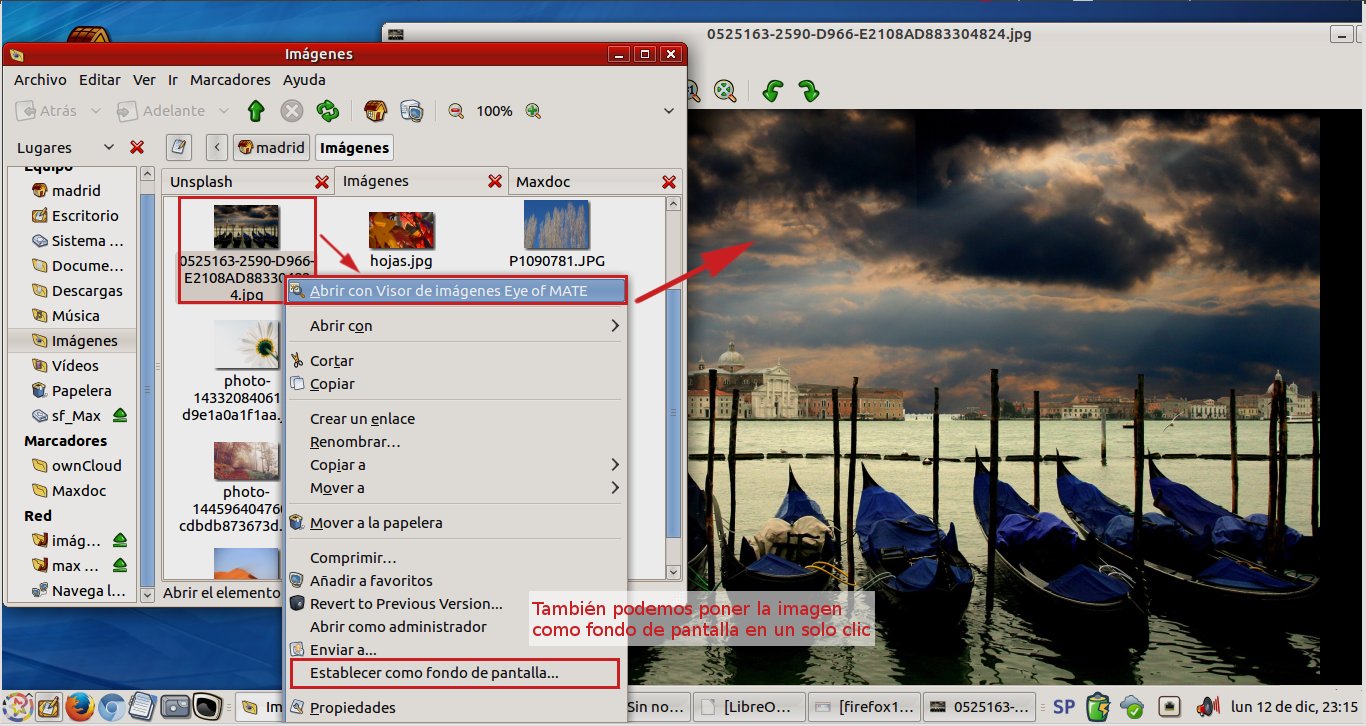 0525163-2590-D966-E2108AD883304824.jpg
Imágenes
Archivo Editar Ver Ir Marcadores Ayuda
Atrás Adelante 100%
Lugares madrid Imágenes
Unsplash Imágenes Maxdoc
Equipo
madrid
Escritorio
Sistema ...
Docume...
Descargas
Música
Imágenes
Vídeos
Papelera
sf_Max
Marcadores
ownCloud
Maxdoc
Red
imág...
max ...
Navega l...
0525163-2590-D966-
E2108AD8833048
4.jpg
hojas.jpg
P1090781.JPG
photo-
14332084061
d9e1a0a1f1aa.
photo-
144596404760
cdbdb873673d.
Abrir el elemento
Abrir con Visor de imágenes Eye of MATE
Abrir con
Cortar
Copiar
Crear un enlace
Renombrar...
Copiar a
Mover a
Mover a la papelera
Comprimir...
Añadir a favoritos
Revert to Previous Version...
Abrir como administrador
Enviar a...
Establecer como fondo de pantalla...
Propiedades
También podemos poner la imagen
como fondo de pantalla en un solo clic
Im Sin no... [LibreO... [firefox1... 0525163-... SP lun 12 de dic, 23:15